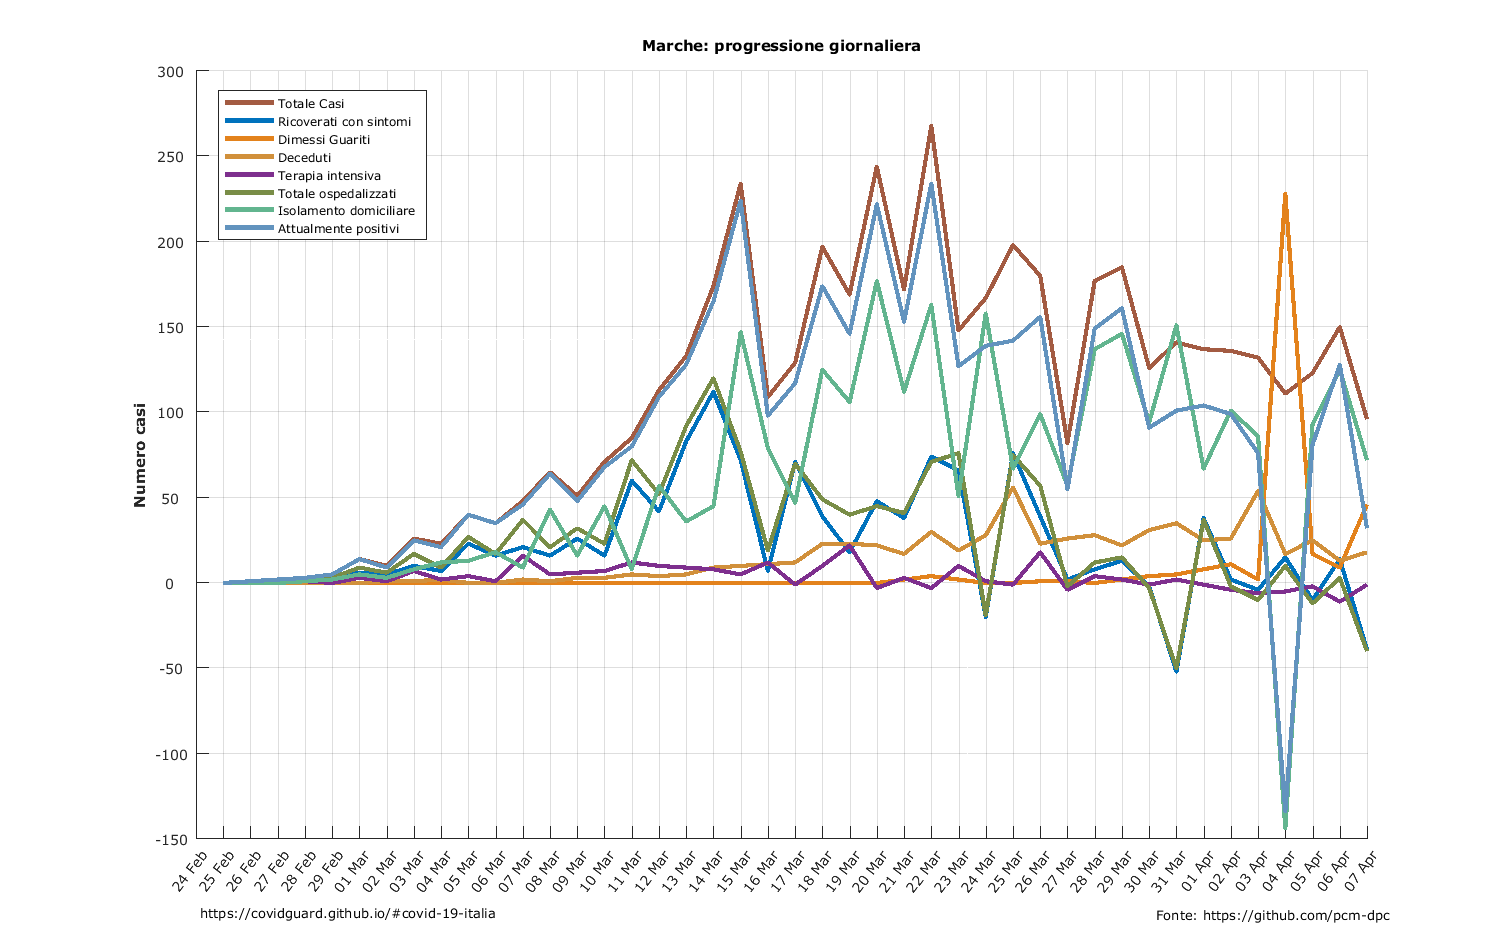 Marche: progressione giornaliera
300
250
200
150
100
50
0
-50
-100
-150
Numero casi
Totale Casi
Ricoverati con sintomi
Dimessi Guariti
Deceduti
Terapia intensiva
Totale ospedalizzati
Isolamento domiciliare
Attualmente positivi
24 Feb
25 Feb
26 Feb
27 Feb
28 Feb
29 Feb
01 Mar
02 Mar
03 Mar
04 Mar
05 Mar
06 Mar
07 Mar
08 Mar
09 Mar
10 Mar
11 Mar
12 Mar
13 Mar
14 Mar
15 Mar
16 Mar
17 Mar
18 Mar
19 Mar
20 Mar
21 Mar
22 Mar
23 Mar
24 Mar
25 Mar
26 Mar
27 Mar
28 Mar
29 Mar
30 Mar
31 Mar
01 Apr
02 Apr
03 Apr
04 Apr
05 Apr
06 Apr
07 Apr
https://covidguard.github.io/#covid-19-italia
Fonte: https://github.com/pcm-dpc